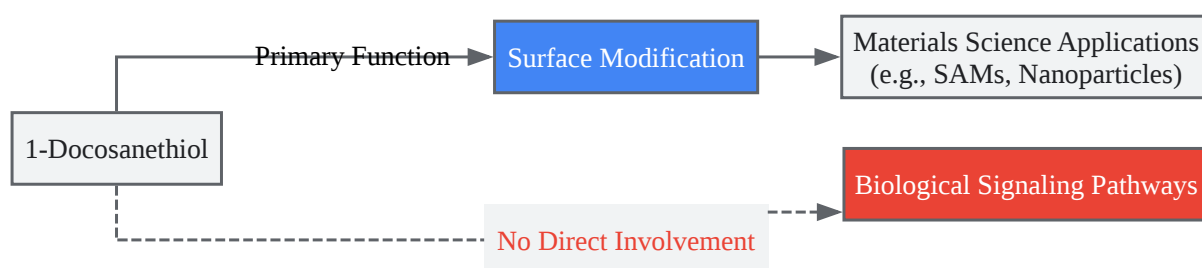 Primary Function
Surface Modification
Materials Science Applications
(e.g., SAMs, Nanoparticles)
1-Docosanethiol
Biological Signaling Pathways
No Direct Involvement